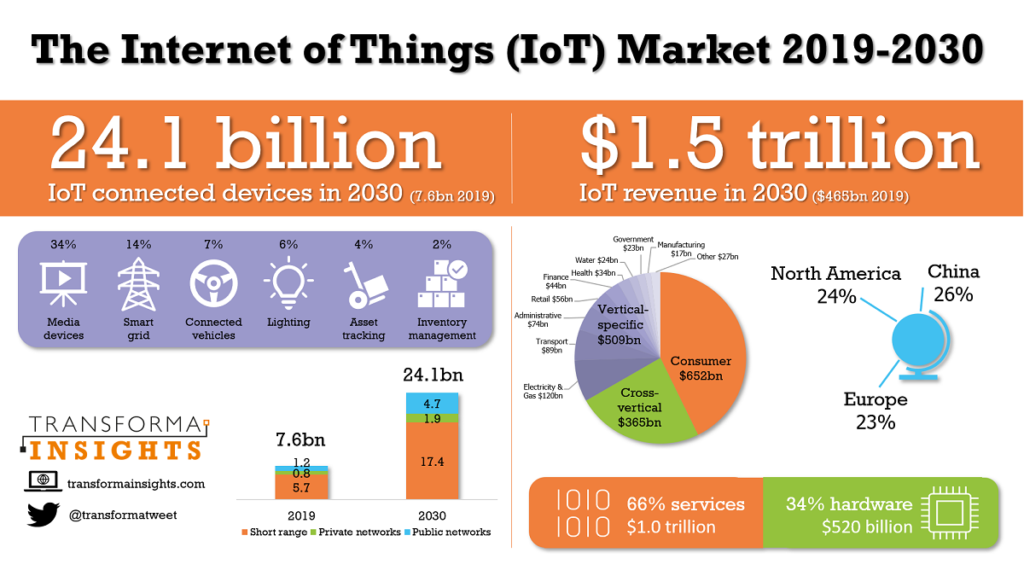 The Internet of Things (IoT) Market 2019-2030
24.1 billion
IoT connected devices in 2030 (7.6bn 2019)
$1.5 trillion
IoT revenue in 2030 ($465bn 2019)
34%
Media
devices
14%
Smart
grid
7%
Connected
vehicles
6%
Lighting
4%
Asset
tracking
2%
Inventory
management
TRANSFORMA
INSIGHTS
transformainsights.com
@transformatweet
7.6bn
1.2
0.8
5.7
2019
24.1bn
4.7
1.9
17.4
2030
Short range
Private networks
Public networks
Government
$23bn
Manufacturing
$17bn
Other $27bn
Water $24bn
Health $34bn
Finance
$44bn
Retail $56bn
Administrative
$74bn
Transport
$89bn
Electricity &
Gas $120bn
Vertical-
specific
$509bn
Consumer
$652bn
Cross-
vertical
$365bn
North America
24%
China
26%
Europe
23%
1010
1010
66% services
$1.0 trillion
34% hardware
$520 billion